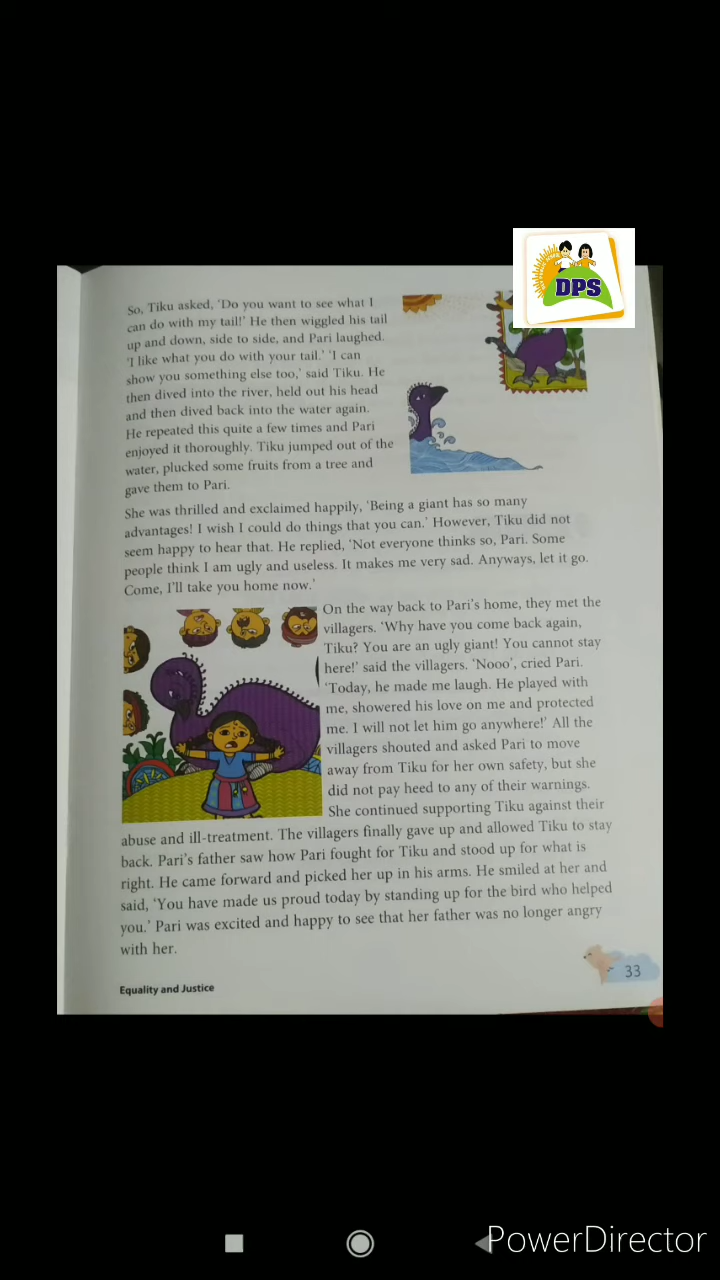 DPS
So, Tiku asked, 'Do you want to see what I
can do with my tail!' He then wiggled his tail
up and down, side to side, and Pari laughed.
'I like what you do with your tail.' 'I can
show you something else too,' said Tiku. He
then dived into the river, held out his head
and then dived back into the water again.
He repeated this quite a few times and Pari
enjoyed it thoroughly. Tiku jumped out of the
water, plucked some fruits from a tree and
gave them to Pari.
She was thrilled and exclaimed happily, 'Being a giant has so many
advantages! I wish I could do things that you can.' However, Tiku did not
seem happy to hear that. He replied, 'Not everyone thinks so, Pari. Some
people think I am ugly and useless. It makes me very sad. Anyways, let it go.
Come, I'll take you home now.'
On the way back to Pari's home, they met the
villagers. 'Why have you come back again,
Tiku? You are an ugly giant! You cannot stay
here!' said the villagers. 'Nooo', cried Pari.
'Today, he made me laugh. He played with
me, showered his love on me and protected
me. I will not let him go anywhere!' All the
villagers shouted and asked Pari to move
away from Tiku for her own safety, but she
did not pay heed to any of their warnings.
She continued supporting Tiku against their
abuse and ill-treatment. The villagers finally gave up and allowed Tiku to stay
back. Pari's father saw how Pari fought for Tiku and stood up for what is
right. He came forward and picked her up in his arms. He smiled at her and
said, 'You have made us proud today by standing up for the bird who helped
you.' Pari was excited and happy to see that her father was no longer angry
with her.
33
Equality and Justice
PowerDirector